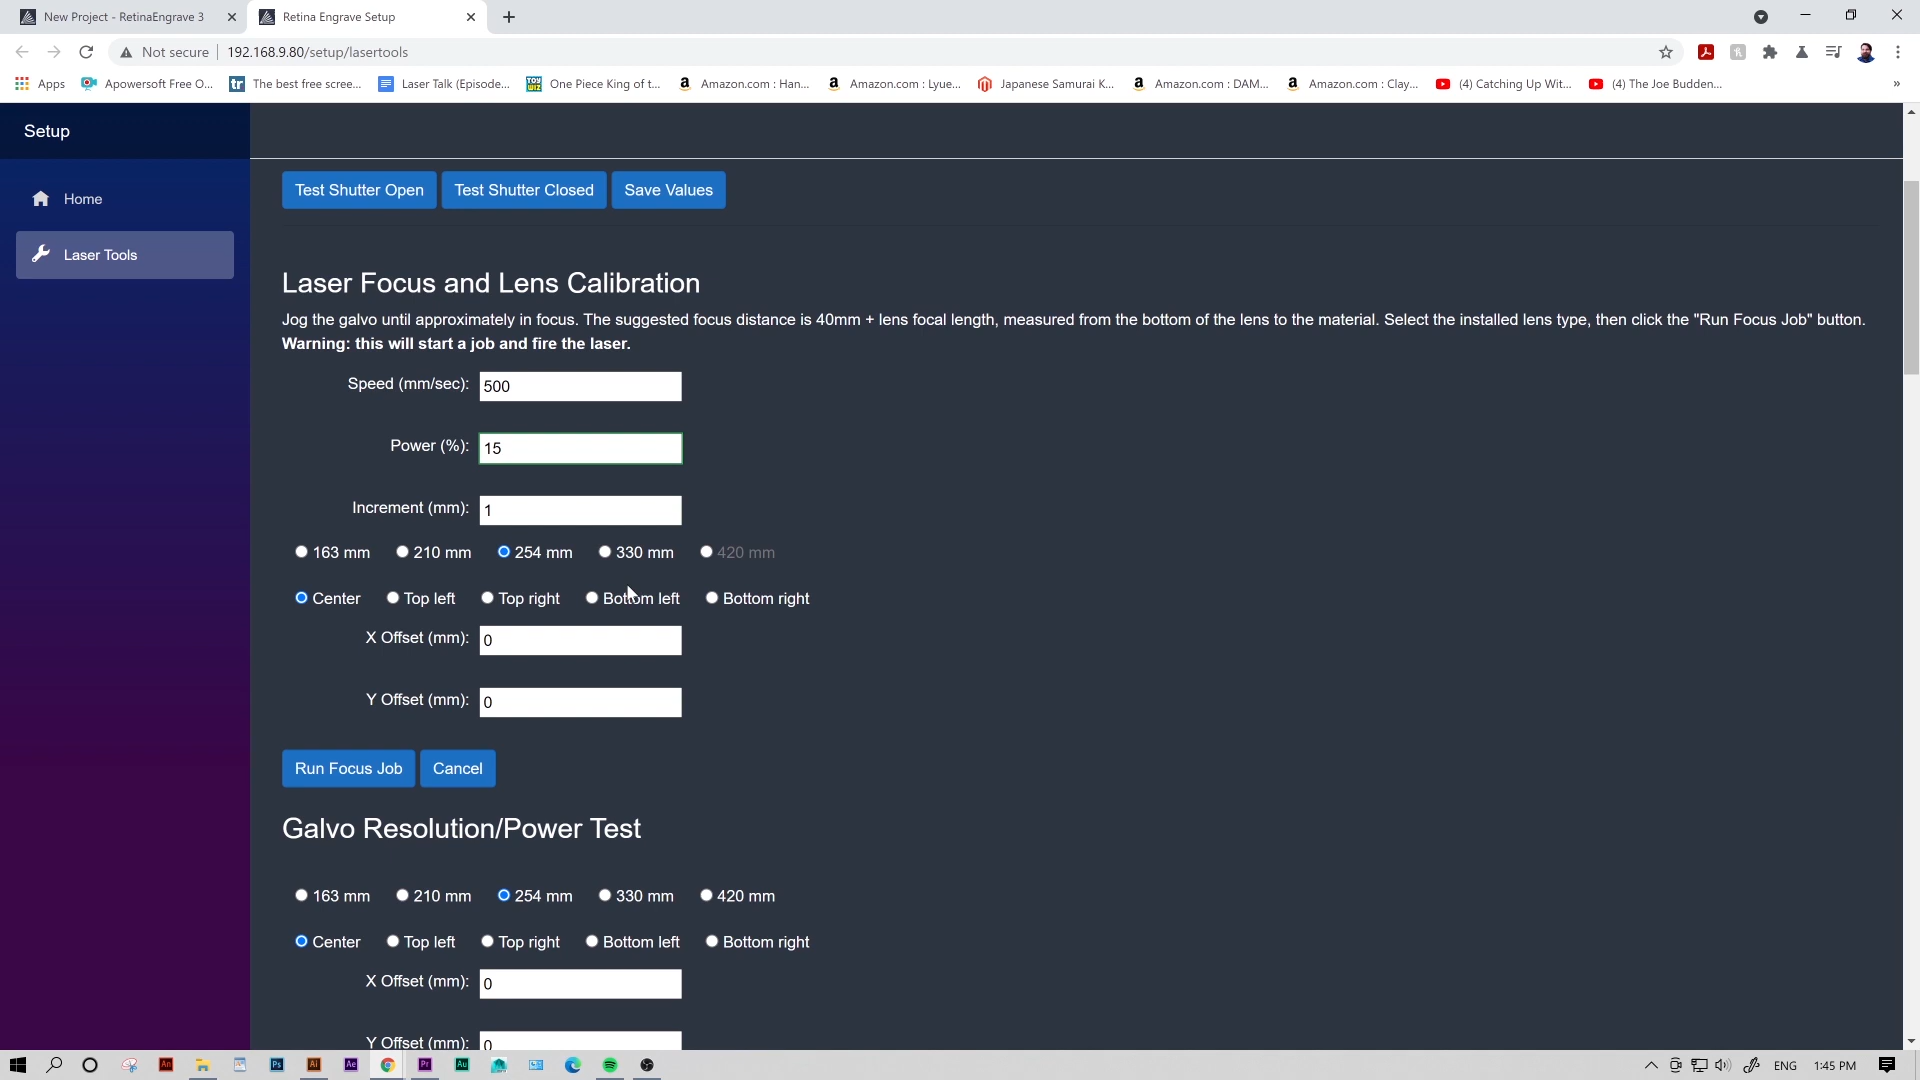 New Project - RetinaEngrave 3
Retina Engrave Setup
Not secure
192.168.9.80/setup/lasertools
Apps
Apowersoft Free O...
The best free scree...
Laser Talk (Episode...
One Piece King of t...
Amazon.com : Han...
Amazon.com : Lyue...
Japanese Samurai K...
Amazon.com : DAM...
Amazon.com : Clay...
(4) Catching Up Wit...
(4) The Joe Budden...
»
Setup
Home
Laser Tools
Test Shutter Open
Test Shutter Closed
Save Values
Laser Focus and Lens Calibration
Jog the galvo until approximately in focus. The suggested focus distance is 40mm + lens focal length, measured from the bottom of the lens to the material. Select the installed lens type, then click the "Run Focus Job" button.
Warning: this will start a job and fire the laser.
Speed (mm/sec): 500
Power (%): 15
Increment (mm): 1
163 mm 210 mm 254 mm 330 mm 420 mm
Center Top left Top right Bottom left Bottom right
X Offset (mm): 0
Y Offset (mm): 0
Run Focus Job
Cancel
Galvo Resolution/Power Test
163 mm 210 mm 254 mm 330 mm 420 mm
Center Top left Top right Bottom left Bottom right
X Offset (mm): 0
Y Offset (mm): 0
An Ps Ai Ae Pr Au
ENG
1:45 PM